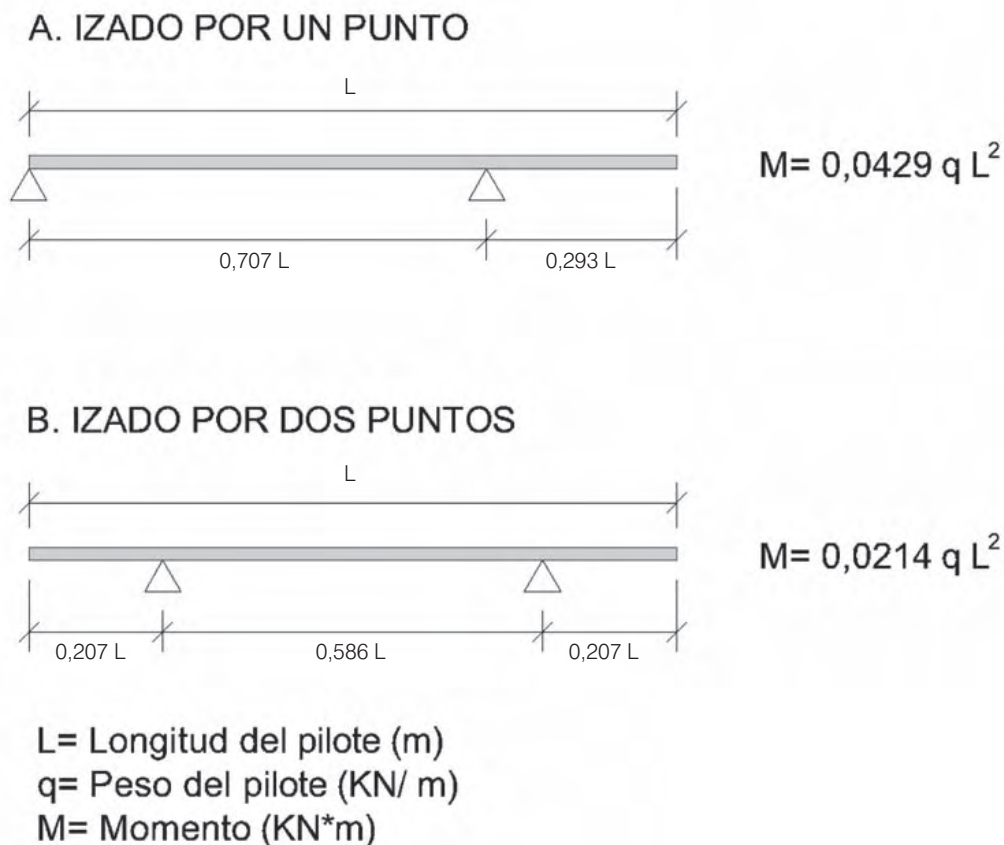 A. IZADO POR UN PUNTO
L
M= 0,0429 q L²
0,707 L
0,293 L
B. IZADO POR DOS PUNTOS
L
M= 0,0214 q L²
0,207 L
0,586 L
0,207 L
L= Longitud del pilote (m)
q= Peso del pilote (KN/ m)
M= Momento (KN*m)